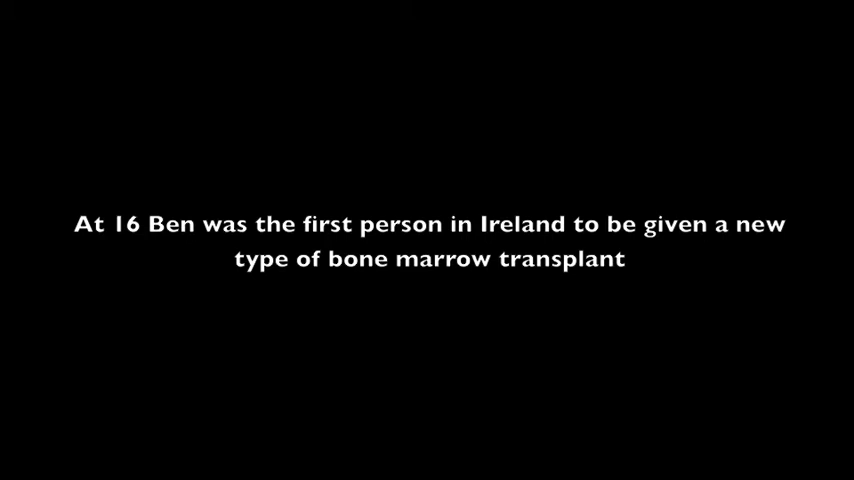 At 16 Ben was the first person in Ireland to be given a new
type of bone marrow transplant